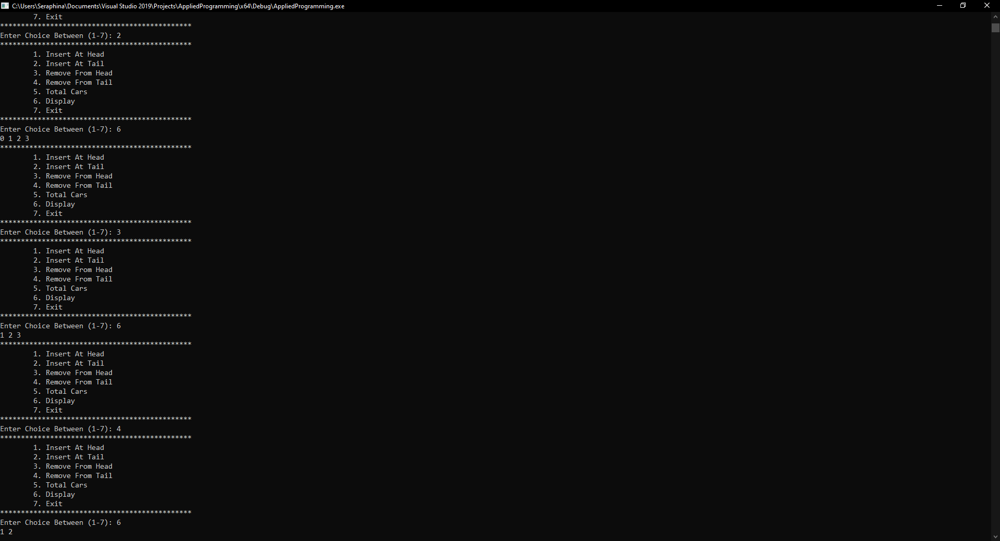 C:\Users\Seraphina\Documents\Visual Studio 2019\Projects\AppliedProgramming\x64\Debug\AppliedProgramming.exe
7. Exit
**********************************************
Enter Choice Between (1-7): 2
**********************************************
1. Insert At Head
2. Insert At Tail
3. Remove From Head
4. Remove From Tail
5. Total Cars
6. Display
7. Exit
**********************************************
Enter Choice Between (1-7): 6
0 1 2 3
**********************************************
1. Insert At Head
2. Insert At Tail
3. Remove From Head
4. Remove From Tail
5. Total Cars
6. Display
7. Exit
**********************************************
Enter Choice Between (1-7): 3
**********************************************
1. Insert At Head
2. Insert At Tail
3. Remove From Head
4. Remove From Tail
5. Total Cars
6. Display
7. Exit
**********************************************
Enter Choice Between (1-7): 6
1 2 3
**********************************************
1. Insert At Head
2. Insert At Tail
3. Remove From Head
4. Remove From Tail
5. Total Cars
6. Display
7. Exit
**********************************************
Enter Choice Between (1-7): 4
**********************************************
1. Insert At Head
2. Insert At Tail
3. Remove From Head
4. Remove From Tail
5. Total Cars
6. Display
7. Exit
**********************************************
Enter Choice Between (1-7): 6
1 2